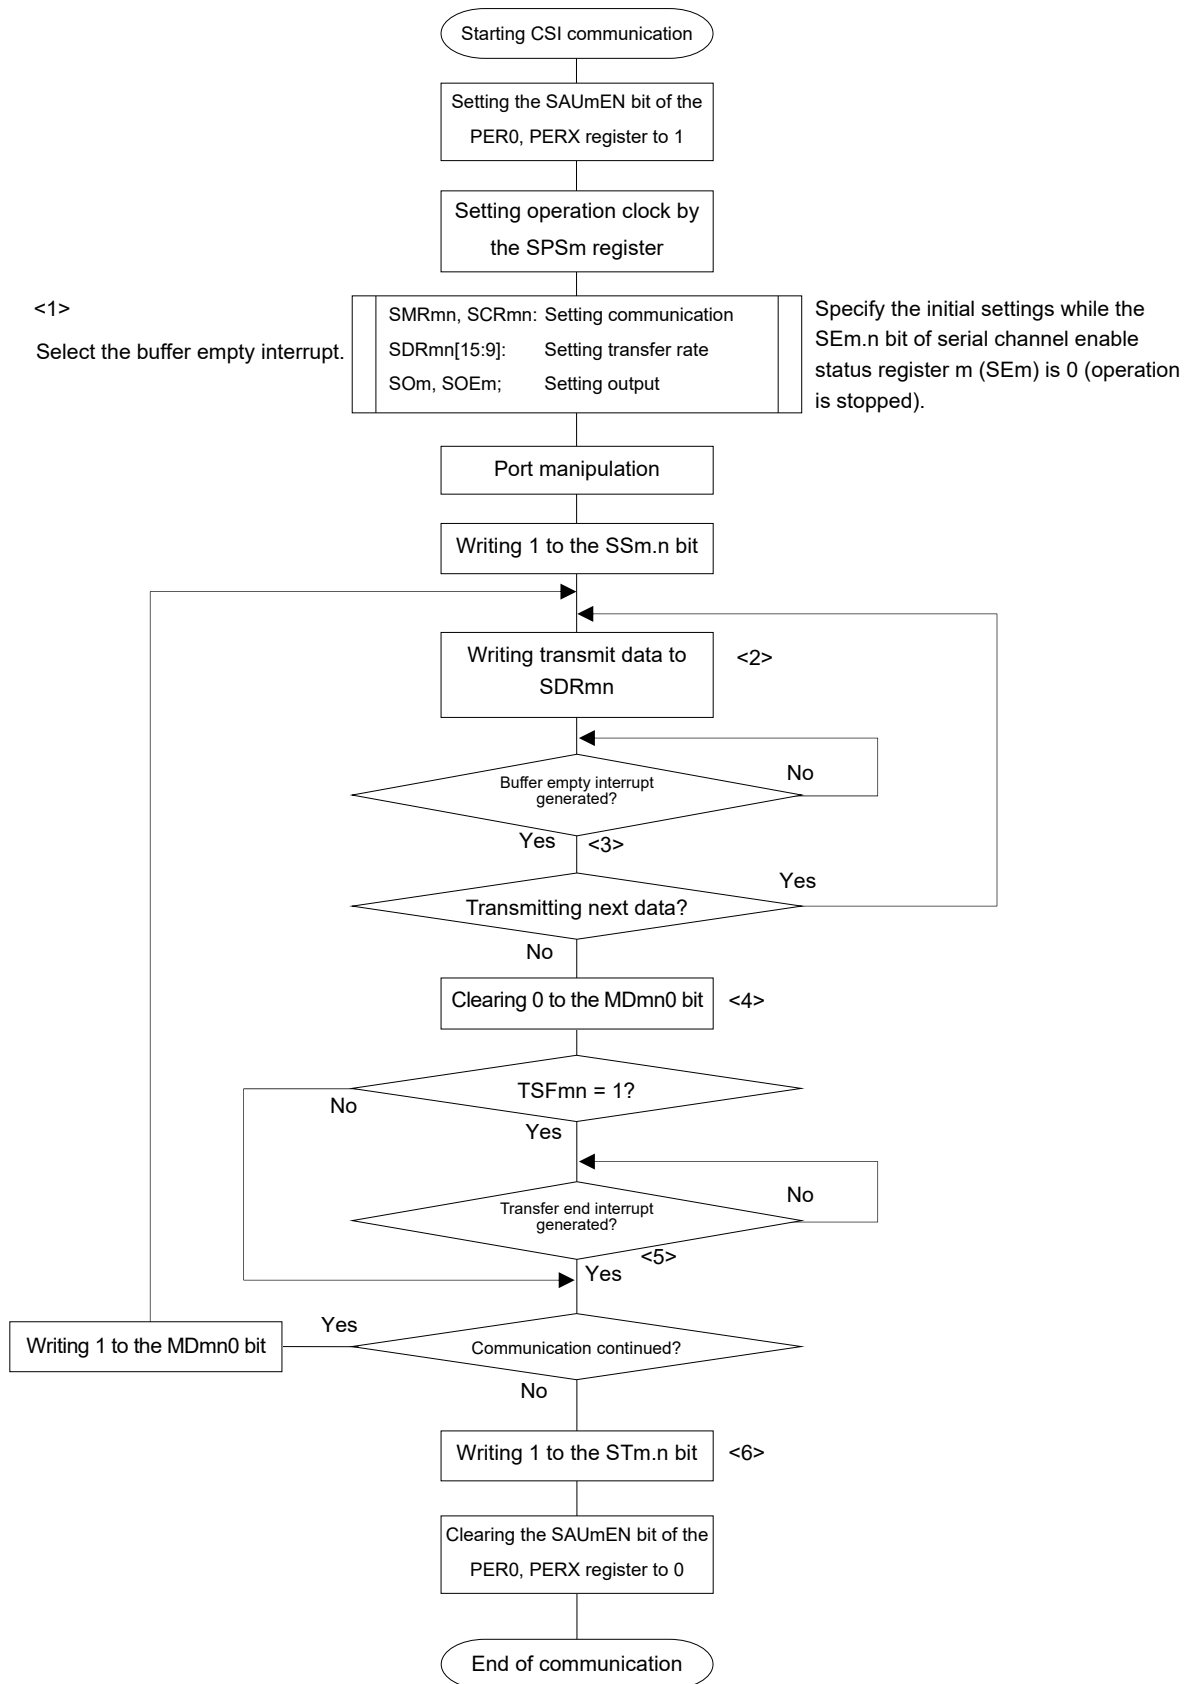 Starting CSI communication
Setting the SAUmEN bit of the
PER0, PERX register to 1
Setting operation clock by
the SPSm register
<1>
Select the buffer empty interrupt.
SMRmn, SCRmn: Setting communication
SDRmn[15:9]: Setting transfer rate
SOm, SOEm; Setting output
Specify the initial settings while the
SEm.n bit of serial channel enable
status register m (SEm) is 0 (operation
is stopped).
Port manipulation
Writing 1 to the SSm.n bit
Writing transmit data to
SDRmn
<2>
Buffer empty interrupt
generated?
No
Yes
<3>
Transmitting next data?
Yes
No
Clearing 0 to the MDmn0 bit
<4>
TSFmn = 1?
No
Yes
Transfer end interrupt
generated?
No
<5>
Yes
Communication continued?
Yes
Writing 1 to the MDmn0 bit
No
Writing 1 to the STm.n bit
<6>
Clearing the SAUmEN bit of the
PER0, PERX register to 0
End of communication